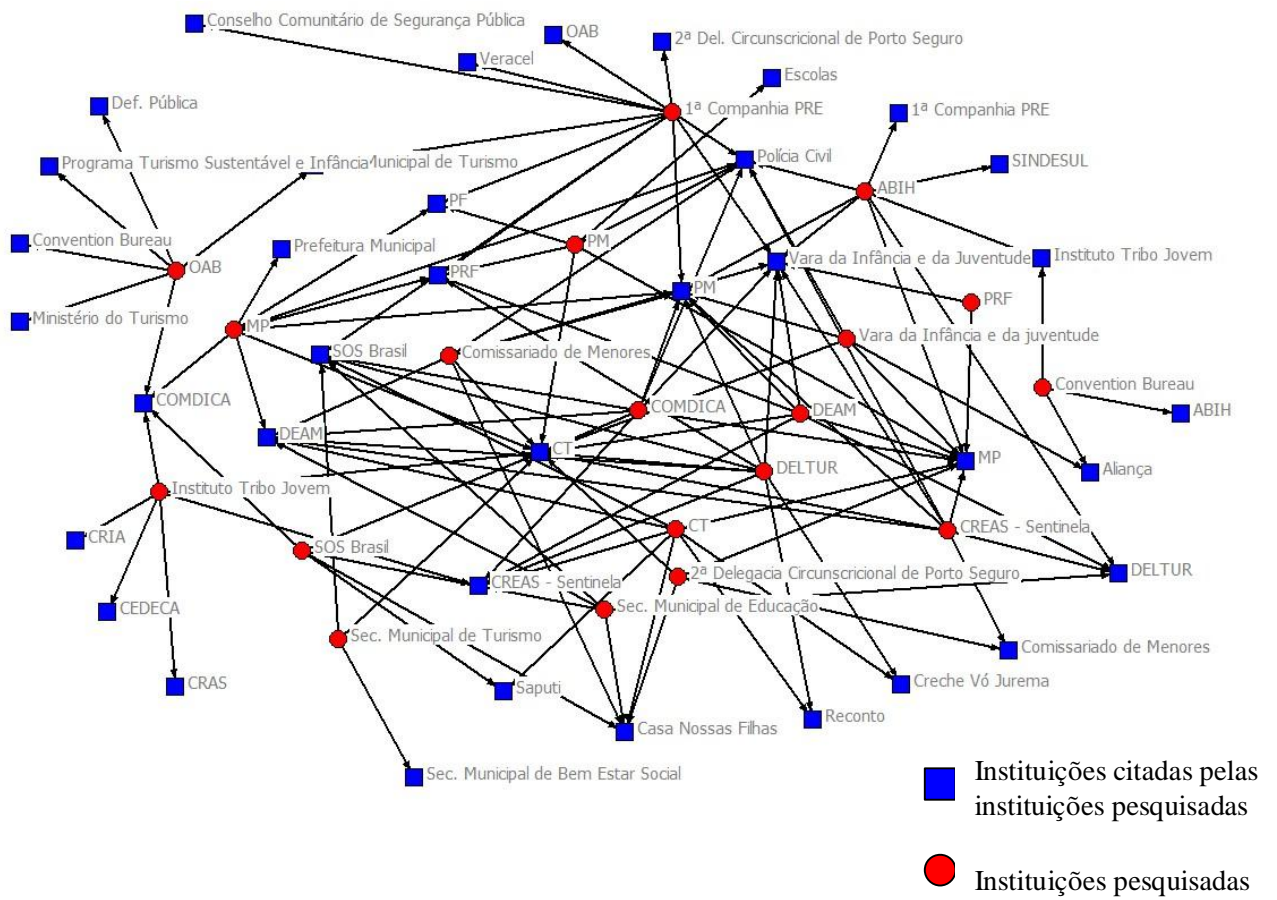 Conselho Comunitário de Segurança Pública
OAB
2ª Del. Circunscricional de Porto Seguro
Veracel
Escolas
Def. Pública
1ª Companhia PRE
1ª Companhia PRE
Programa Turismo Sustentável e Infância
Municipal de Turismo
Polícia Civil
SINDESUL
ABIH
PF
Convention Bureau
Prefeitura Municipal
PM
OAB
PRF
Vara da Infância e da Juventude
Instituto Tribo Jovem
PM
PRF
Ministério do Turismo
MP
SOS Brasil
Comissariado de Menores
Vara da Infância e da juventude
COMDICA
COMDICA
DEAM
Convention Bureau
ABIH
DEAM
CT
MP
Aliança
DELTUR
Instituto Tribo Jovem
CRIA
SOS Brasil
CT
CREAS - Sentinela
CREAS - Sentinela
2ª Delegacia Circunscricional de Porto Seguro
DELTUR
CEDECA
Sec. Municipal de Educação
Sec. Municipal de Turismo
Comissariado de Menores
CRAS
Saputi
Creche Vó Jurema
Casa Nossas Filhas
Reconto
Sec. Municipal de Bem Estar Social
Instituições citadas pelas
instituições pesquisadas
Instituições pesquisadas